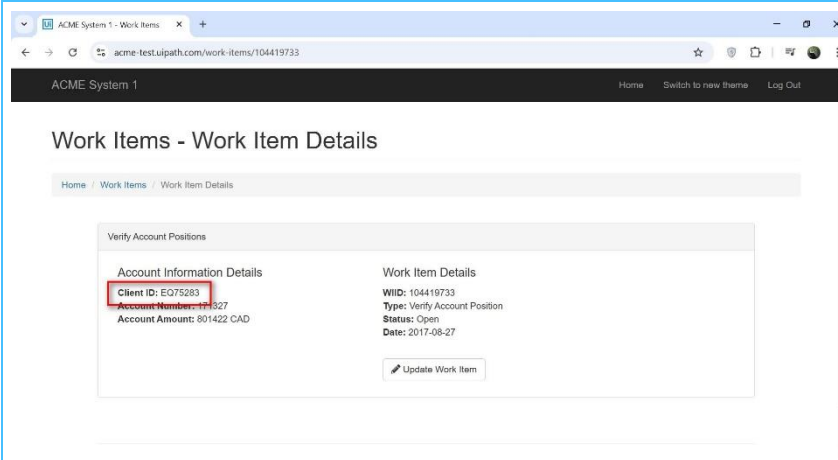 ACME System 1 - Work Items
acme-test.uipath.com/work-items/104419733
ACME System 1
Home Switch to new theme Log Out
Work Items - Work Item Details
Home / Work Items / Work Item Details
Verify Account Positions
Account Information Details
Client ID: EQ75283
Account Number: 171327
Account Amount: 801422 CAD
Work Item Details
WIID: 104419733
Type: Verify Account Position
Status: Open
Date: 2017-08-27
Update Work Item